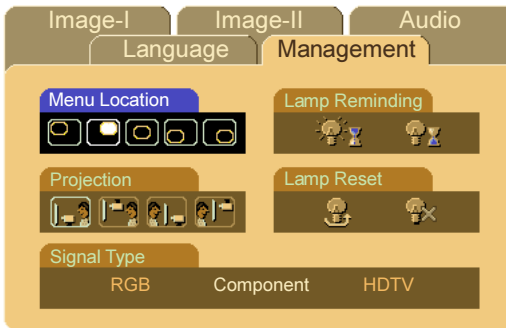 Image-I Image-II Audio
Language Management
Menu Location
Lamp Reminding
Projection
Lamp Reset
Signal Type
RGB Component HDTV